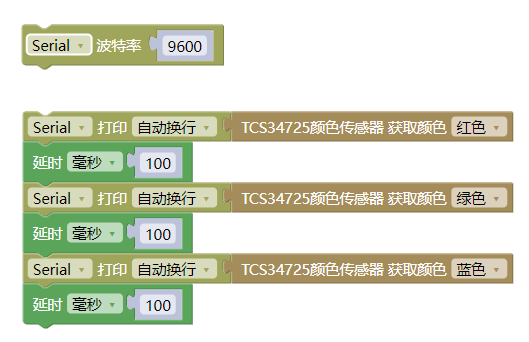 Serial 波特率 9600
Serial 打印 自动换行 TCS34725颜色传感器 获取颜色 红色
延时 毫秒 100
Serial 打印 自动换行 TCS34725颜色传感器 获取颜色 绿色
延时 毫秒 100
Serial 打印 自动换行 TCS34725颜色传感器 获取颜色 蓝色
延时 毫秒 100